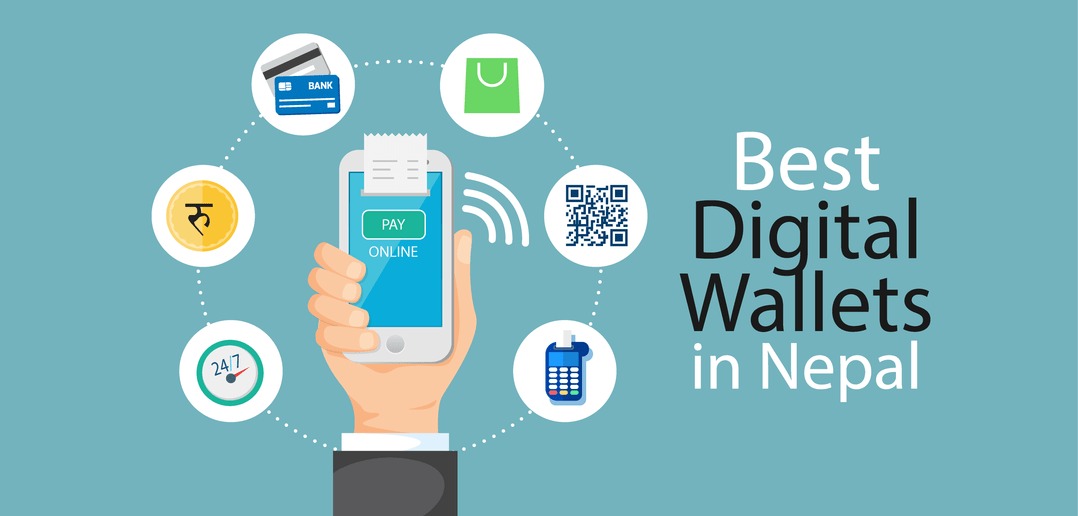 BANK
रु
PAY
ONLINE
24/7
Best
Digital
Wallets
in Nepal